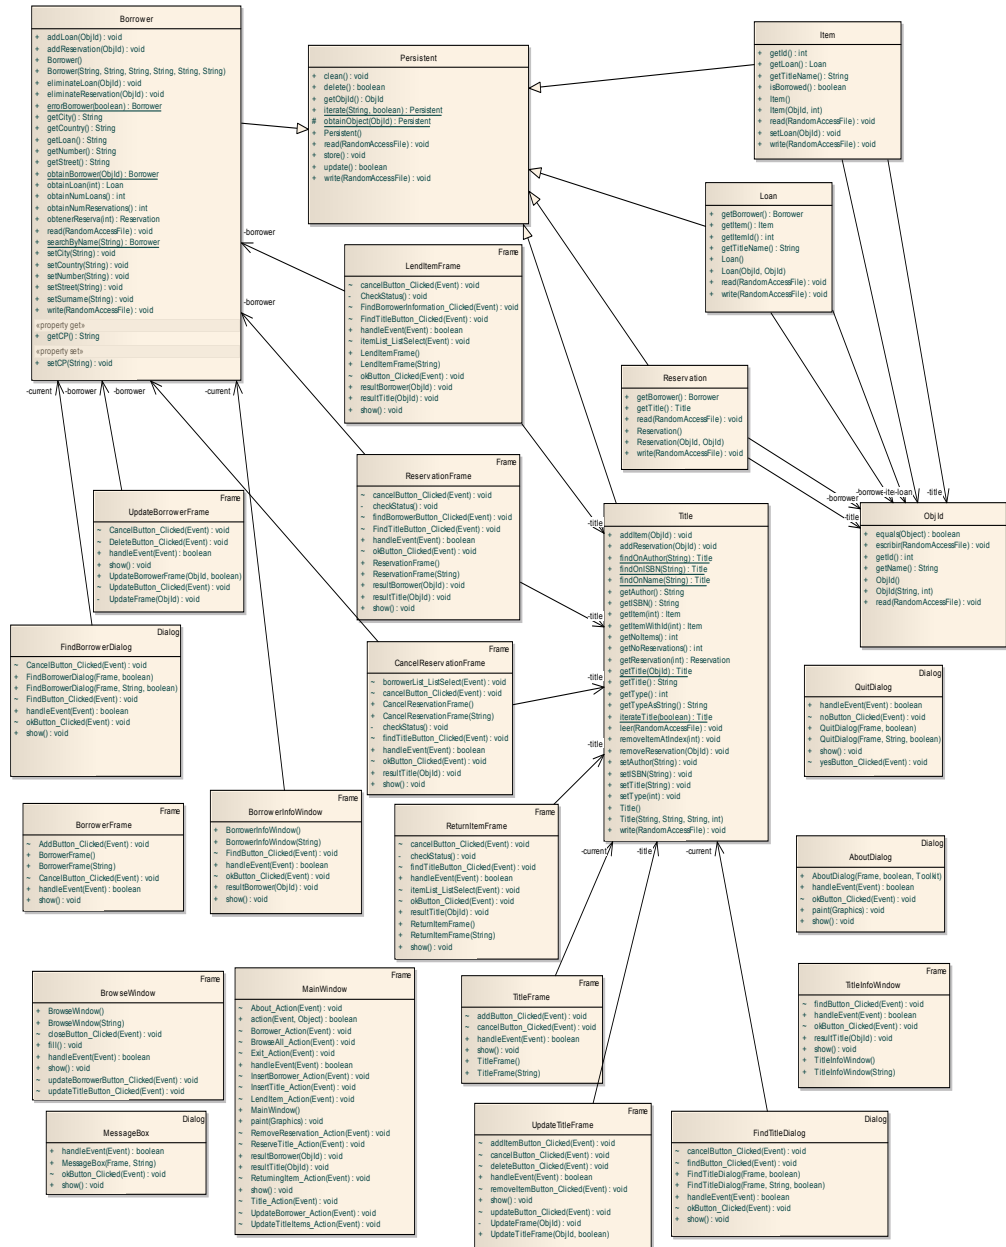 Borrower
+ addLoan(ObjId) : void
+ addReservation(ObjId) : void
+ Borrower()
+ Borrower(String, String, String, String, String, String)
+ eliminateLoan(ObjId) : void
+ eliminateReservation(ObjId) : void
+ errorBorrower(boolean) : Borrower
+ getCity() : String
+ getCountry() : String
+ getLoan() : String
+ getNumber() : String
+ getStreet() : String
+ obtainBorrower(ObjId) : Borrower
+ obtainLoan(int) : Loan
+ obtainNumLoans() : int
+ obtainNumReservations() : int
+ obtenerReserva(int) : Reservation
+ read(RandomAccessFile) : void
+ searchByName(String) : Borrower
+ setCity(String) : void
+ setCountry(String) : void
+ setNumber(String) : void
+ setStreet(String) : void
+ setSurname(String) : void
+ write(RandomAccessFile) : void
«property get»
+ getCP() : String
«property set»
+ setCP(String) : void
Persistent
+ clean() : void
+ delete() : boolean
+ getObjId() : ObjId
+ iterate(String, boolean) : Persistent
# obtainObject(ObjId) : Persistent
+ Persistent()
+ read(RandomAccessFile) : void
+ store() : void
+ update() : boolean
+ write(RandomAccessFile) : void
Item
+ getId() : int
+ getLoan() : Loan
+ getTitleName() : String
+ isBorrowed() : boolean
+ Item()
+ Item(ObjId, int)
+ read(RandomAccessFile) : void
+ setLoan(ObjId) : void
+ write(RandomAccessFile) : void
Loan
+ getBorrower() : Borrower
+ getItem() : Item
+ getItemId() : int
+ getTitleName() : String
+ Loan()
+ Loan(ObjId, ObjId)
+ read(RandomAccessFile) : void
+ write(RandomAccessFile) : void
-borrower
Frame
LendItemFrame
~ cancelButton_Clicked(Event) : void
- CheckStatus() : void
~ FindBorrowerInformation_Clicked(Event) : void
~ FindTitleButton_Clicked(Event) : void
+ handleEvent(Event) : boolean
~ itemList_ListSelect(Event) : void
+ LendItemFrame()
+ LendItemFrame(String)
~ okButton_Clicked(Event) : void
+ resultBorrower(ObjId) : void
+ resultTitle(ObjId) : void
+ show() : void
-borrower
Reservation
+ getBorrower() : Borrower
+ getTitle() : Title
+ read(RandomAccessFile) : void
+ Reservation()
+ Reservation(ObjId, ObjId)
+ write(RandomAccessFile) : void
-current
-borrower
-borrower
-current
Frame
ReservationFrame
~ cancelButton_Clicked(Event) : void
- checkStatus() : void
~ findBorrowerButton_Clicked(Event) : void
~ FindTitleButton_Clicked(Event) : void
+ handleEvent(Event) : boolean
~ okButton_Clicked(Event) : void
+ ReservationFrame()
+ ReservationFrame(String)
+ resultBorrower(ObjId) : void
+ resultTitle(ObjId) : void
+ show() : void
-loan
-title
-borrower
-title
ObjId
+ equals(Object) : boolean
+ escribir(RandomAccessFile) : void
+ getId() : int
+ getName() : String
+ ObjId()
+ ObjId(String, int)
+ read(RandomAccessFile) : void
Frame
UpdateBorrowerFrame
~ CancelButton_Clicked(Event) : void
~ DeleteButton_Clicked(Event) : void
+ handleEvent(Event) : boolean
+ show() : void
+ UpdateBorrowerFrame(ObjId, boolean)
~ UpdateButton_Clicked(Event) : void
- UpdateFrame(ObjId) : void
-title
-title
-title
-title
Title
+ addItem(ObjId) : void
+ addReservation(ObjId) : void
+ findOnAuthor(String) : Title
+ findOnISBN(String) : Title
+ findOnName(String) : Title
+ getAuthor() : String
+ getISBN() : String
+ getItem(int) : Item
+ getItemWithId(int) : Item
+ getNoItems() : int
+ getNoReservations() : int
+ getReservation(int) : Reservation
+ getTitle(ObjId) : Title
+ getTitle() : String
+ getType() : int
+ getTypeAsString() : String
+ iterateTitle(boolean) : Title
+ leer(RandomAccessFile) : void
+ removeItemAtIndex(int) : void
+ removeReservation(ObjId) : void
+ setAuthor(String) : void
+ setISBN(String) : void
+ setTitle(String) : void
+ setType(int) : void
+ Title()
+ Title(String, String, String, int)
+ write(RandomAccessFile) : void
Dialog
FindBorrowerDialog
~ CancelButton_Clicked(Event) : void
+ FindBorrowerDialog(Frame, boolean)
+ FindBorrowerDialog(Frame, String, boolean)
~ FindButton_Clicked(Event) : void
+ handleEvent(Event) : boolean
~ okButton_Clicked(Event) : void
+ show() : void
Frame
CancelReservationFrame
~ borrowerList_ListSelect(Event) : void
~ cancelButton_Clicked(Event) : void
+ CancelReservationFrame()
+ CancelReservationFrame(String)
- checkStatus() : void
~ findTitleButton_Clicked(Event) : void
+ handleEvent(Event) : boolean
~ okButton_Clicked(Event) : void
+ resultTitle(ObjId) : void
+ show() : void
Dialog
QuitDialog
+ handleEvent(Event) : boolean
~ noButton_Clicked(Event) : void
+ QuitDialog(Frame, boolean)
+ QuitDialog(Frame, String, boolean)
+ show() : void
~ yesButton_Clicked(Event) : void
Frame
BorrowerFrame
~ AddButton_Clicked(Event) : void
+ BorrowerFrame()
+ BorrowerFrame(String)
~ CancelButton_Clicked(Event) : void
+ handleEvent(Event) : boolean
+ show() : void
Frame
BorrowerInfoWindow
+ BorrowerInfoWindow()
+ BorrowerInfoWindow(String)
~ FindButton_Clicked(Event) : void
+ handleEvent(Event) : boolean
~ okButton_Clicked(Event) : void
+ resultBorrower(ObjId) : void
+ show() : void
Frame
ReturnItemFrame
~ cancelButton_Clicked(Event) : void
- checkStatus() : void
~ findTitleButton_Clicked(Event) : void
+ handleEvent(Event) : boolean
~ itemList_ListSelect(Event) : void
~ okButton_Clicked(Event) : void
+ resultTitle(ObjId) : void
+ ReturnItemFrame()
+ ReturnItemFrame(String)
+ show() : void
-current
-title
-current
Dialog
AboutDialog
+ AboutDialog(Frame, boolean, Toolkit)
+ handleEvent(Event) : boolean
~ okButton_Clicked(Event) : void
+ paint(Graphics) : void
+ show() : void
Frame
BrowseWindow
+ BrowseWindow()
+ BrowseWindow(String)
~ closeButton_Clicked(Event) : void
+ fill() : void
+ handleEvent(Event) : boolean
+ show() : void
~ updateBorrowerButton_Clicked(Event) : void
~ updateTitleButton_Clicked(Event) : void
Frame
MainWindow
~ About_Action(Event) : void
+ action(Event, Object) : boolean
~ Borrower_Action(Event) : void
~ BrowseAll_Action(Event) : void
~ Exit_Action(Event) : void
+ handleEvent(Event) : boolean
~ InsertBorrower_Action(Event) : void
~ InsertTitle_Action(Event) : void
~ LendItem_Action(Event) : void
+ MainWindow()
+ paint(Graphics) : void
~ RemoveReservation_Action(Event) : void
~ ReserveTitle_Action(Event) : void
+ resultBorrower(ObjId) : void
+ resultTitle(ObjId) : void
~ ReturningItem_Action(Event) : void
+ show() : void
~ Title_Action(Event) : void
~ UpdateBorrower_Action(Event) : void
~ UpdateTitleItems_Action(Event) : void
Frame
TitleFrame
~ addButton_Clicked(Event) : void
~ cancelButton_Clicked(Event) : void
+ handleEvent(Event) : boolean
+ show() : void
+ TitleFrame()
+ TitleFrame(String)
Frame
TitleInfoWindow
~ findButton_Clicked(Event) : void
+ handleEvent(Event) : boolean
~ okButton_Clicked(Event) : void
+ resultTitle(ObjId) : void
+ show() : void
+ TitleInfoWindow()
+ TitleInfoWindow(String)
Dialog
MessageBox
+ handleEvent(Event) : boolean
+ MessageBox(Frame, String)
~ okButton_Clicked(Event) : void
+ show() : void
Frame
UpdateTitleFrame
~ addItemButton_Clicked(Event) : void
~ cancelButton_Clicked(Event) : void
~ deleteButton_Clicked(Event) : void
+ handleEvent(Event) : boolean
~ removeItemButton_Clicked(Event) : void
+ show() : void
~ updateButton_Clicked(Event) : void
- UpdateFrame(ObjId) : void
+ UpdateTitleFrame(ObjId, boolean)
Dialog
FindTitleDialog
~ cancelButton_Clicked(Event) : void
~ findButton_Clicked(Event) : void
+ FindTitleDialog(Frame, boolean)
+ FindTitleDialog(Frame, String, boolean)
+ handleEvent(Event) : boolean
~ okButton_Clicked(Event) : void
+ show() : void